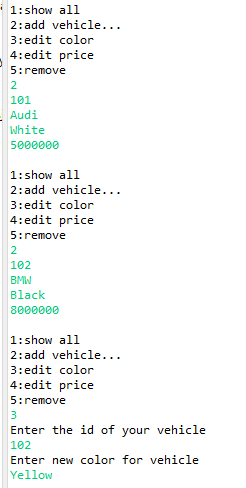 1:show all
2:add vehicle...
3:edit color
4:edit price
5:remove
2
101
Audi
White
5000000
1:show all
2:add vehicle...
3:edit color
4:edit price
5:remove
2
102
BMW
Black
8000000
1:show all
2:add vehicle...
3:edit color
4:edit price
5:remove
3
Enter the id of your vehicle
102
Enter new color for vehicle
Yellow